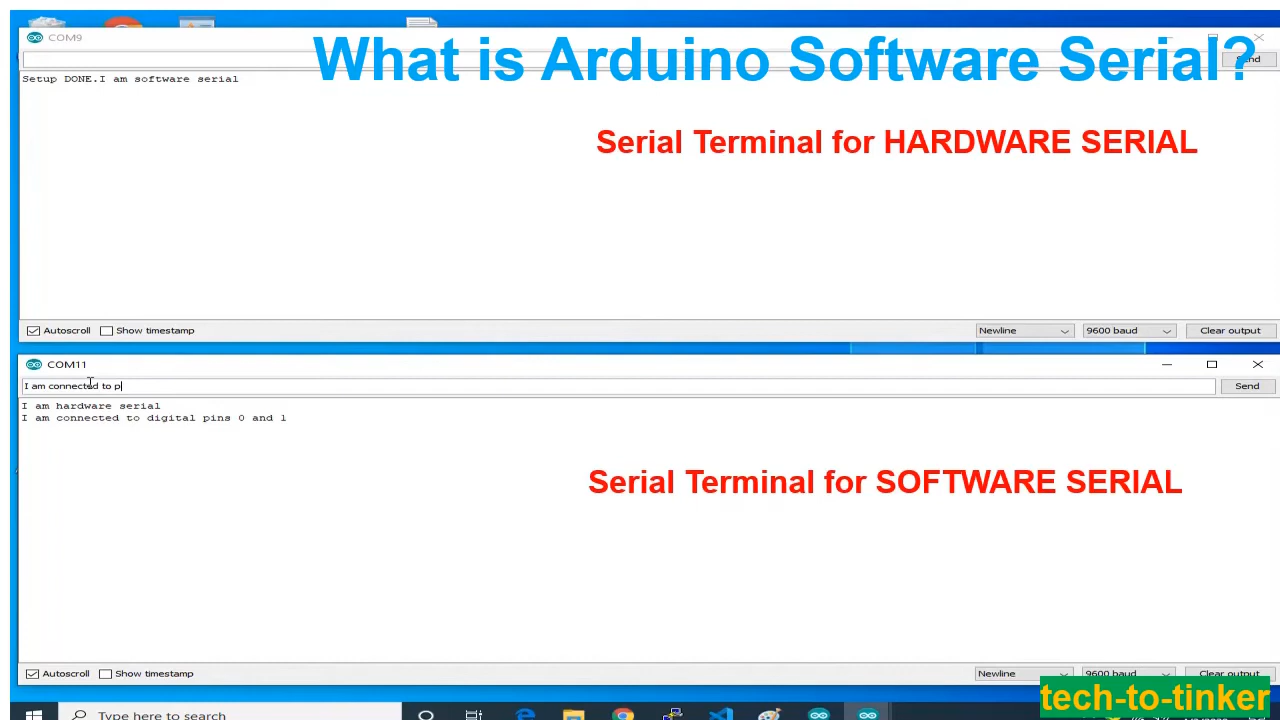 COM9
What is Arduino Software Serial?
Send
Setup DONE.I am software serial
Serial Terminal for HARDWARE SERIAL
Autoscroll Show timestamp Newline 9600 baud Clear output
COM11
I am connected to p
Send
I am hardware serial
I am connected to digital pins 0 and 1
Serial Terminal for SOFTWARE SERIAL
Autoscroll Show timestamp Newline 9600 baud Clear output
tech-to-tinker
Type here to search